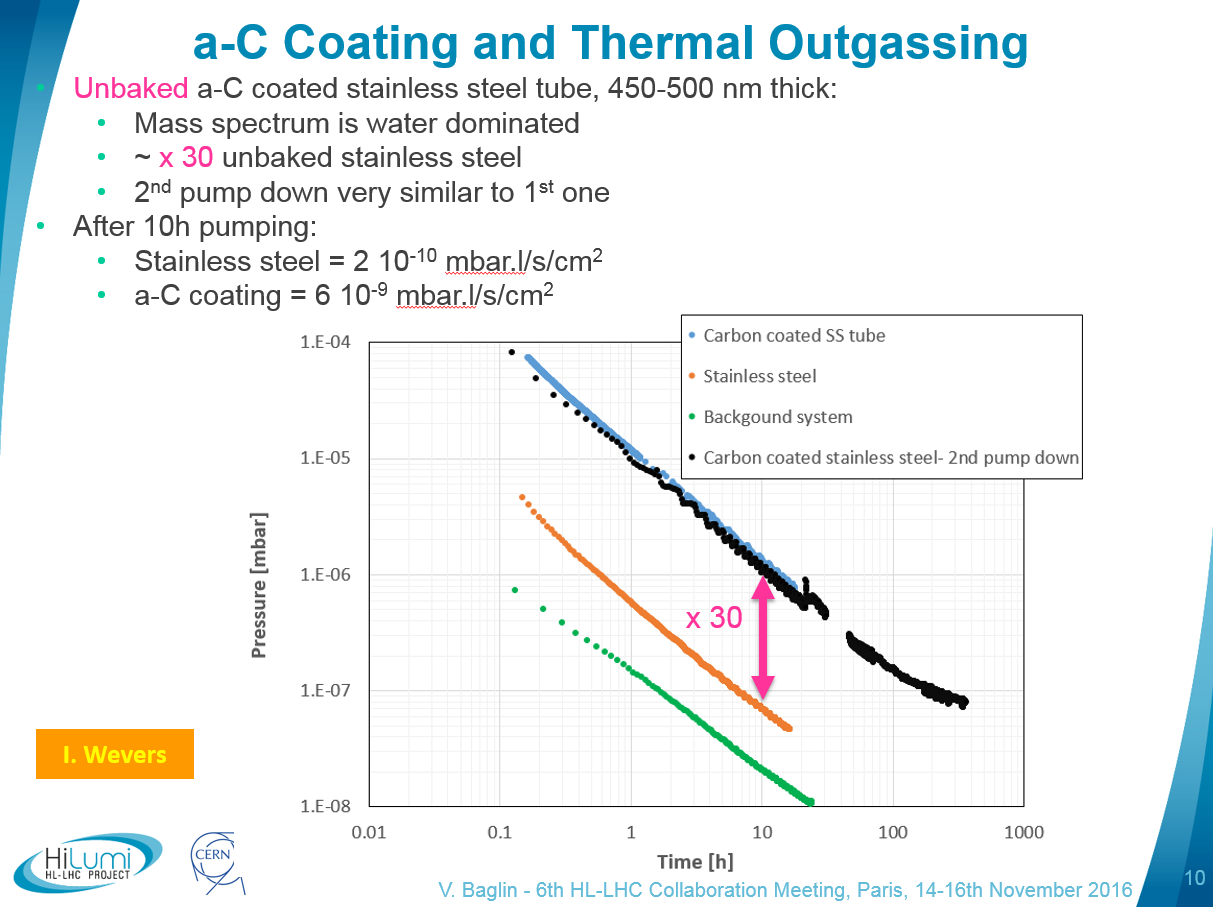 a-C Coating and Thermal Outgassing
• Unbaked a-C coated stainless steel tube, 450-500 nm thick:
• Mass spectrum is water dominated
• ~ x 30 unbaked stainless steel
• 2nd pump down very similar to 1st one
• After 10h pumping:
• Stainless steel = 2 10-10 mbar.l/s/cm2
• a-C coating = 6 10-9 mbar.l/s/cm2
Carbon coated SS tube
Stainless steel
Backgound system
Carbon coated stainless steel- 2nd pump down
1.E-04
1.E-05
1.E-06
1.E-07
1.E-08
Pressure [mbar]
x 30
0.01 0.1 1 10 100 1000
Time [h]
I. Wevers
HiLumi
HL-LHC PROJECT
CERN
V. Baglin - 6th HL-LHC Collaboration Meeting, Paris, 14-16th November 2016
10